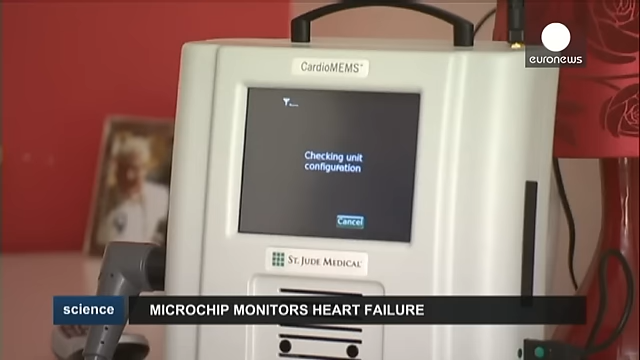 euronews
CardioMEMS™
Checking unit
configuration
Cancel
St. Jude Medical
science
MICROCHIP MONITORS HEART FAILURE